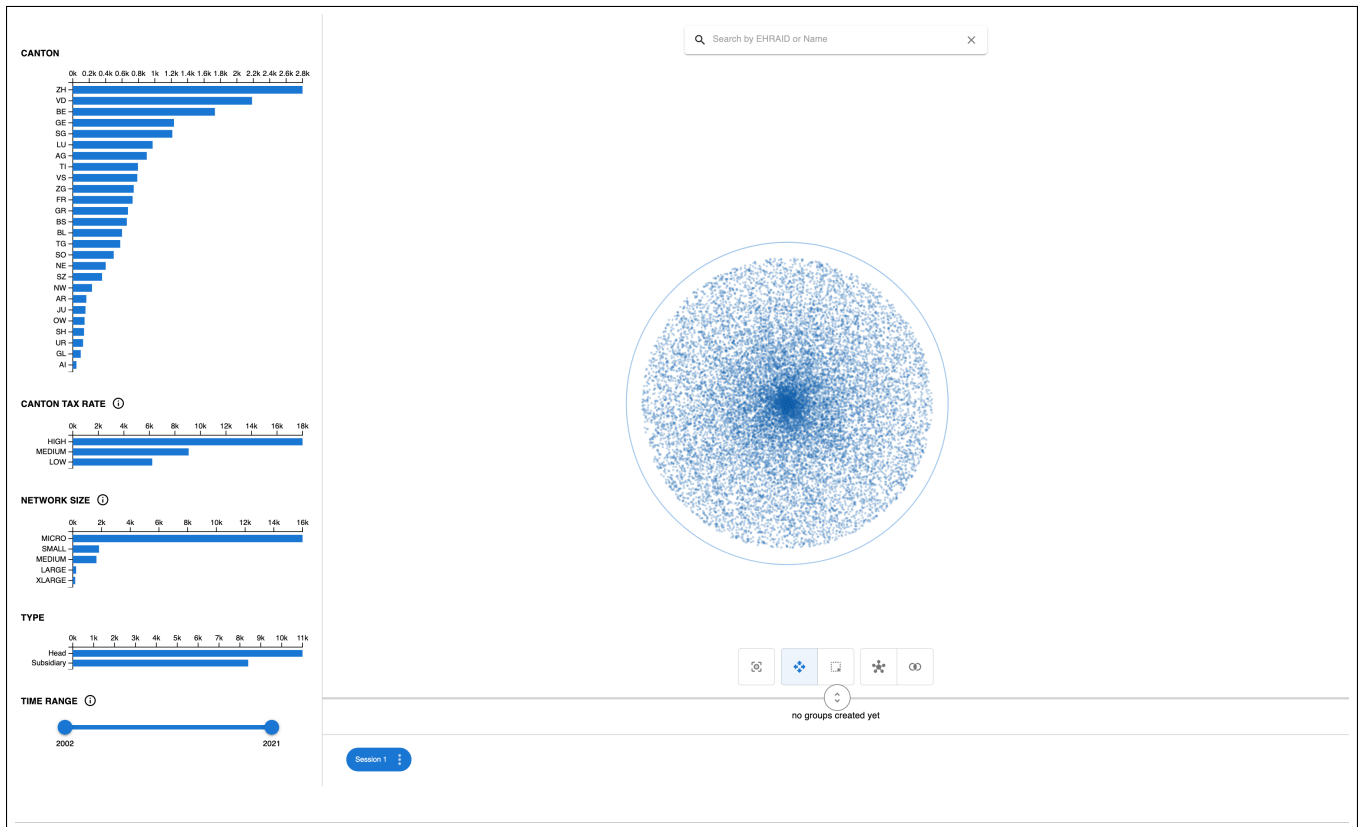 Search by EHRAID or Name
CANTON
0k 0.2k 0.4k 0.6k 0.8k 1k 1.2k 1.4k 1.6k 1.8k 2k 2.2k 2.4k 2.6k 2.8k
ZH
VD
BE
GE
SG
LU
AG
TI
VS
ZG
FR
GR
BS
BL
TG
SO
NE
SZ
NW
AR
JU
OW
SH
UR
GL
AI
CANTON TAX RATE
0k 2k 4k 6k 8k 10k 12k 14k 16k 18k
HIGH
MEDIUM
LOW
NETWORK SIZE
0k 2k 4k 6k 8k 10k 12k 14k 16k
MICRO
SMALL
MEDIUM
LARGE
XLARGE
TYPE
0k 1k 2k 3k 4k 5k 6k 7k 8k 9k 10k 11k
Head
Subsidiary
TIME RANGE
2002 2021
no groups created yet
Session 1